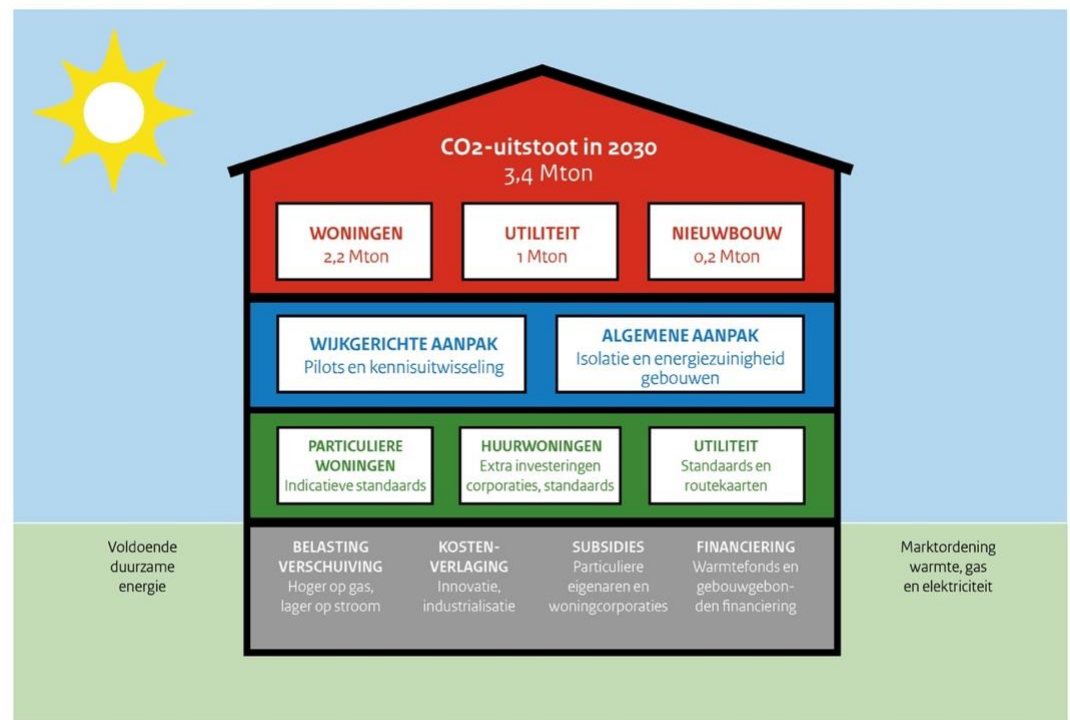 CO2-uitstoot in 2030
3,4 Mton
WONINGEN
2,2 Mton
UTILITEIT
1 Mton
NIEUWBOUW
0,2 Mton
WIJKGERICHTE AANPAK
Pilots en kennisuitwisseling
ALGEMENE AANPAK
Isolatie en energiezuinigheid
gebouwen
PARTICULIERE
WONINGEN
Indicatieve standaards
HUURWONINGEN
Extra investeringen
corporaties, standaards
UTILITEIT
Standaards en
routekaarten
Voldoende
duurzame
energie
BELASTING
VERSCHUIVING
Hoger op gas,
lager op stroom
KOSTEN-
VERLAGING
Innovatie,
industrialisatie
SUBSIDIES
Particuliere
eigenaren en
woningcorporaties
FINANCIERING
Warmtefonds en
gebouwgebon-
den financiering
Marktordening
warmte, gas
en elektriciteit